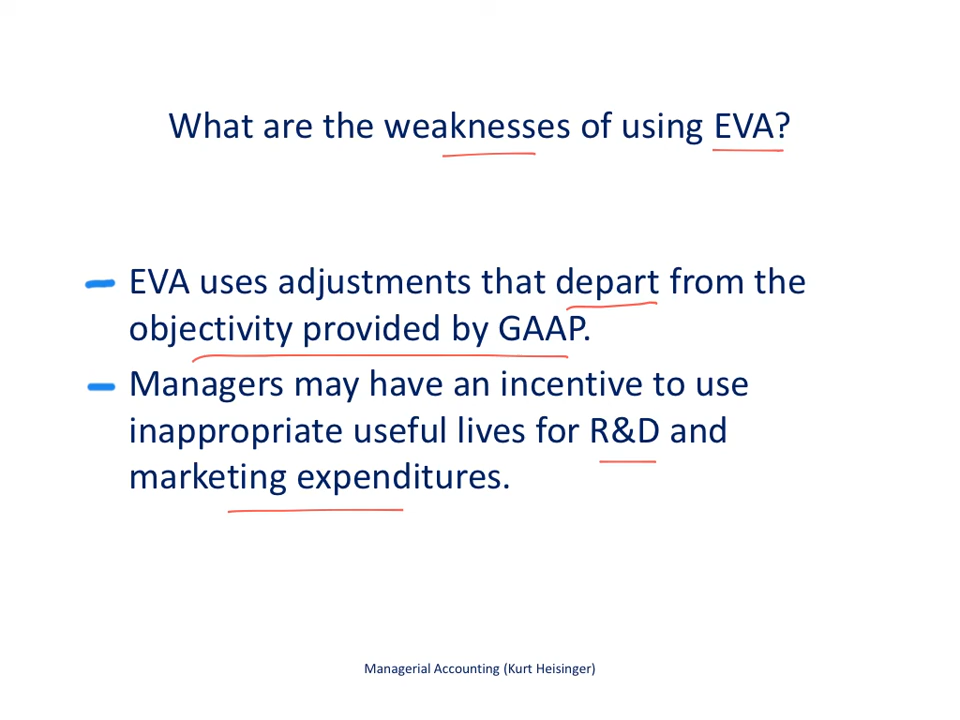 What are the weaknesses of using EVA?
EVA uses adjustments that depart from the
objectivity provided by GAAP.
Managers may have an incentive to use
inappropriate useful lives for R&D and
marketing expenditures.
Managerial Accounting (Kurt Heisinger)